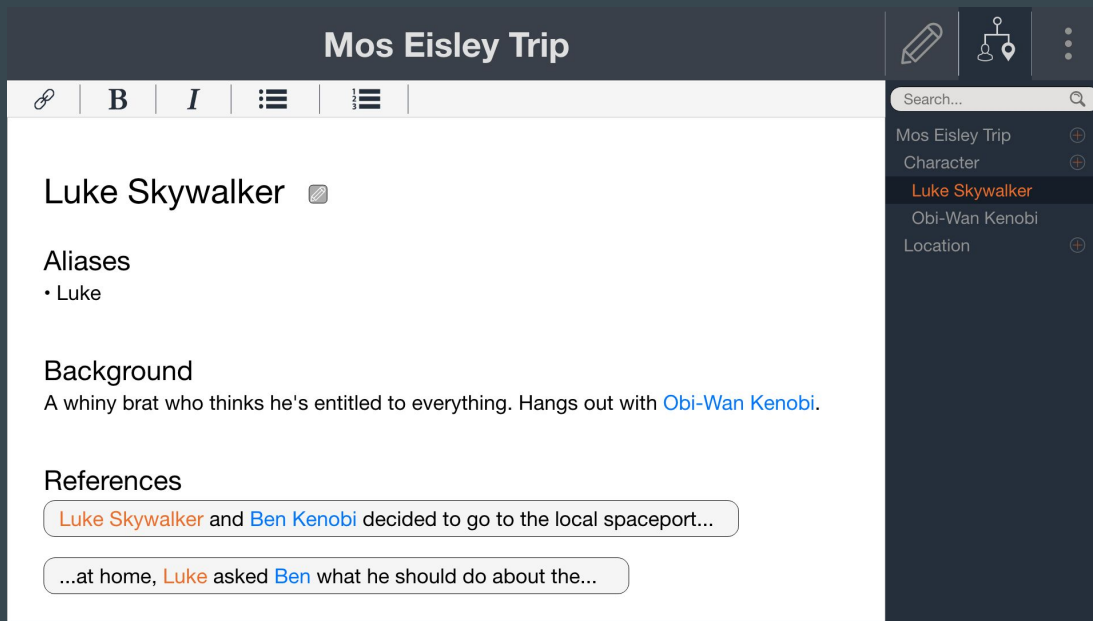 Mos Eisley Trip
B I
Search...
Mos Eisley Trip
Character
Luke Skywalker
Obi-Wan Kenobi
Location
Luke Skywalker
Aliases
• Luke
Background
A whiny brat who thinks he's entitled to everything. Hangs out with Obi-Wan Kenobi.
References
Luke Skywalker and Ben Kenobi decided to go to the local spaceport...
...at home, Luke asked Ben what he should do about the...